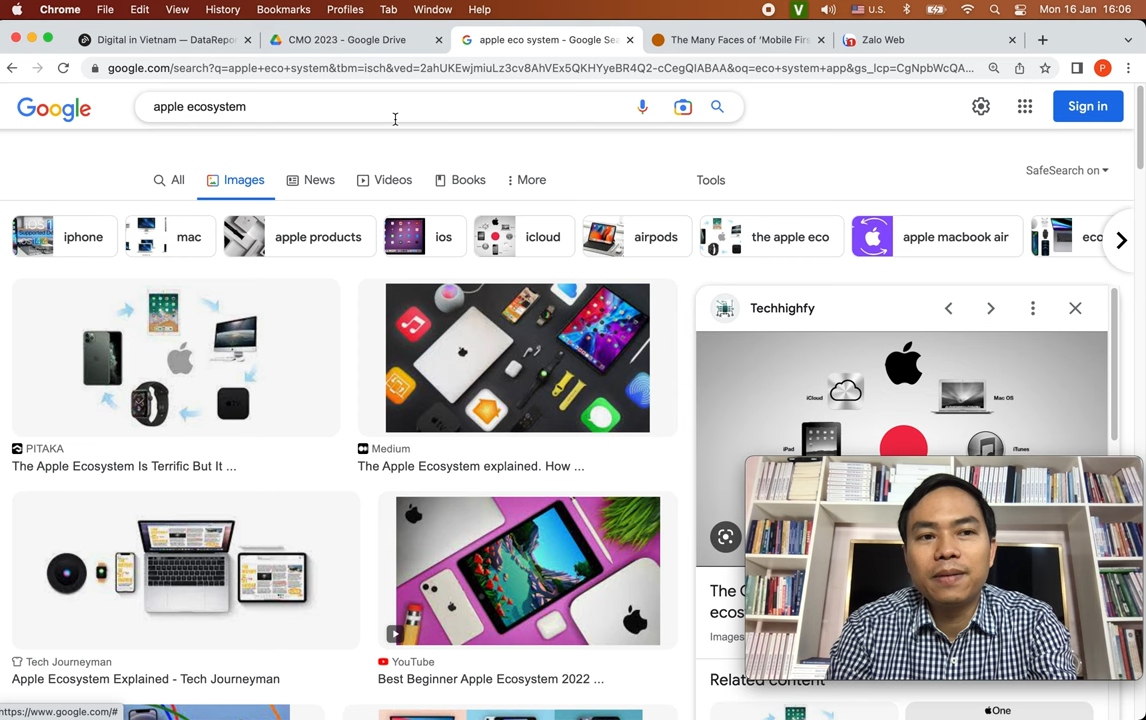 Chrome File Edit View History Bookmarks Profiles Tab Window Help V U.S. Mon 16 Jan 16:06
Digital in Vietnam — DataRepor CMO 2023 - Google Drive apple eco system - Google Sea The Many Faces of ‘Mobile Firs Zalo Web
google.com/search?q=apple+eco+system&tbm=isch&ved=2ahUKEwjmiuLz3cv8AhVEx5QKHYyeBR4Q2-cCegQIABAA&oq=eco+system+app&gs_lcp=CgNpbWcQA... P
Google apple ecosystem Sign in
All Images News Videos Books More Tools SafeSearch on
iphone mac apple products ios icloud airpods the apple eco apple macbook air eco
Techhighfy
iCloud Mac OS
iPad iTunes
PITAKA Medium
The Apple Ecosystem Is Terrific But It ... The Apple Ecosystem explained. How ...
The
ecos
Images
Tech Journeyman YouTube
Apple Ecosystem Explained - Tech Journeyman Best Beginner Apple Ecosystem 2022 ...
Related content
https://www.google.com/#
One